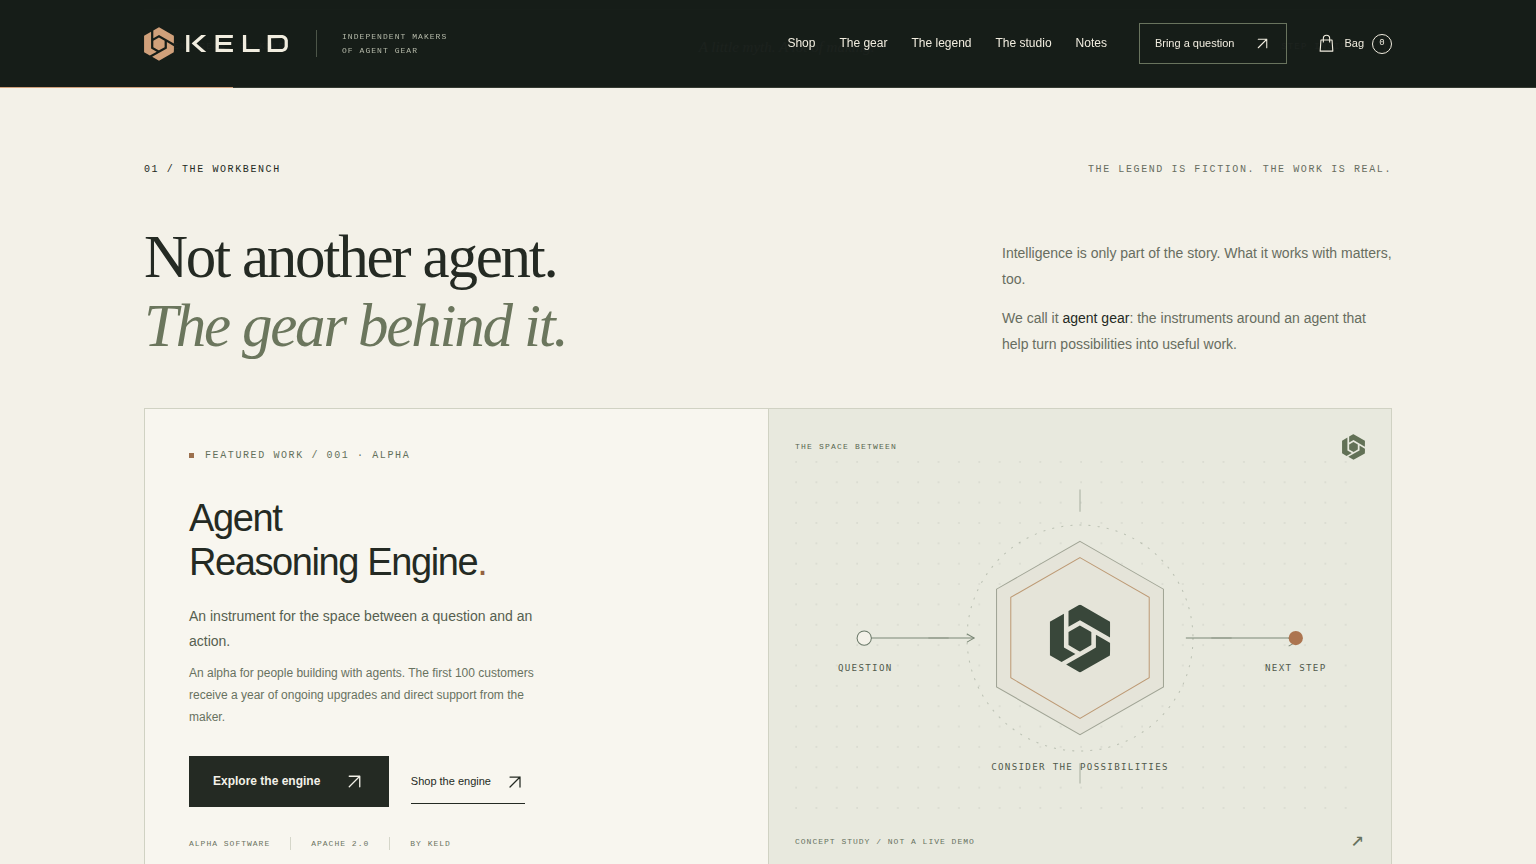 KELD
INDEPENDENT MAKERS
OF AGENT GEAR
Shop
The gear
The legend
The studio
Notes
Bring a question
Bag
0
01 / THE WORKBENCH
THE LEGEND IS FICTION. THE WORK IS REAL.
Not another agent.
The gear behind it.
Intelligence is only part of the story. What it works with matters,
too.
We call it agent gear: the instruments around an agent that
help turn possibilities into useful work.
FEATURED WORK / 001 · ALPHA
Agent
Reasoning Engine.
An instrument for the space between a question and an
action.
An alpha for people building with agents. The first 100 customers
receive a year of ongoing upgrades and direct support from the
maker.
Explore the engine
Shop the engine
ALPHA SOFTWARE
APACHE 2.0
BY KELD
THE SPACE BETWEEN
QUESTION
NEXT STEP
CONSIDER THE POSSIBILITIES
CONCEPT STUDY / NOT A LIVE DEMO